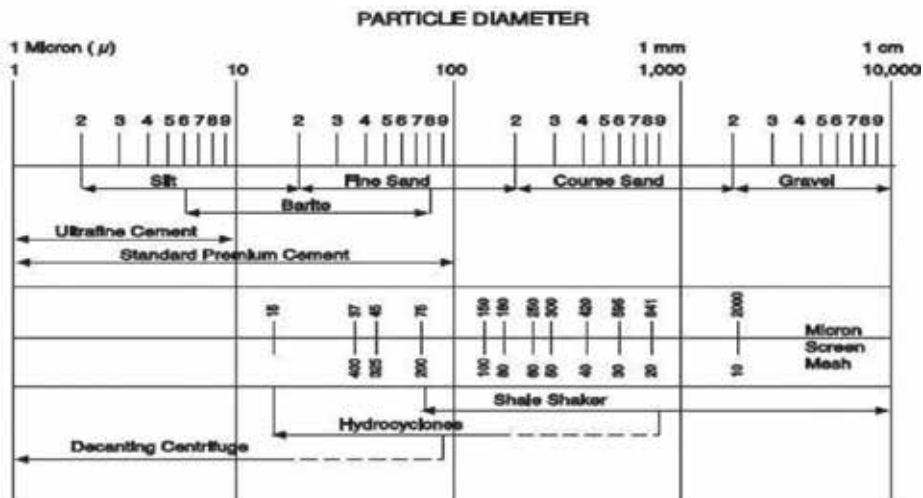 PARTICLE DIAMETER
1 Micron ( μ) 1 mm 1 cm
1 10 100 1,000 10,000
2 3 4 5 6 7 8 9 2 3 4 5 6 7 8 9 2 3 4 5 6 7 8 9 2 3 4 5 6 7 8 9
Silt Fine Sand Course Sand Gravel
Barite
Ultrafine Cement
Standard Premium Cement
15 37 45 75 150 180 250 300 420 595 841 2000 Micron
Screen
400 325 200 100 80 60 50 40 30 20 10 Mesh
Shale Shaker
Hydrocyclones
Decanting Centrifuge